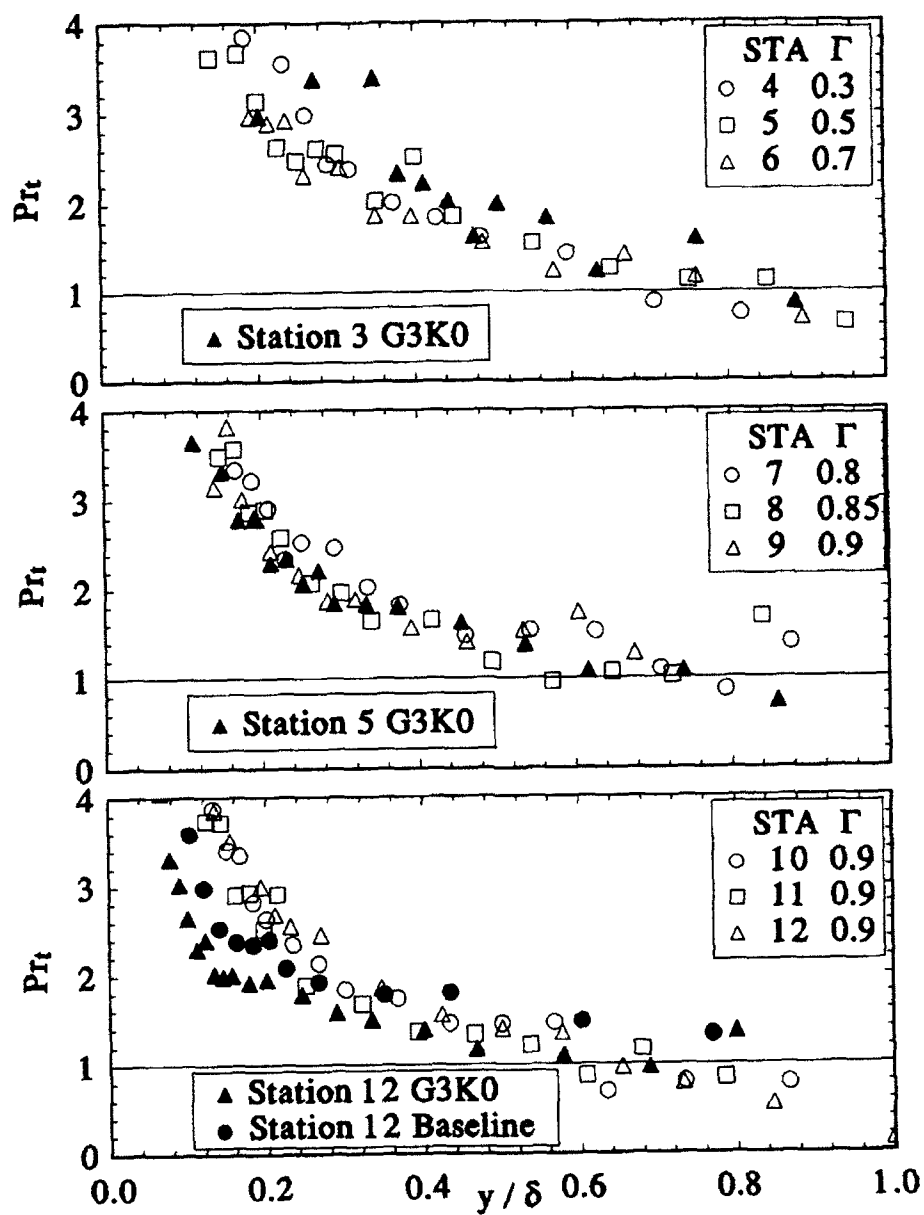 4
3
2
1
0
Prt
STA Γ
○ 4 0.3
□ 5 0.5
△ 6 0.7
▲ Station 3 G3K0
4
3
2
1
0
Prt
STA Γ
○ 7 0.8
□ 8 0.85
△ 9 0.9
▲ Station 5 G3K0
4
3
2
1
0
Prt
STA Γ
○ 10 0.9
□ 11 0.9
△ 12 0.9
▲ Station 12 G3K0
● Station 12 Baseline
0.0 0.2 0.4 0.6 0.8 1.0
y / δ